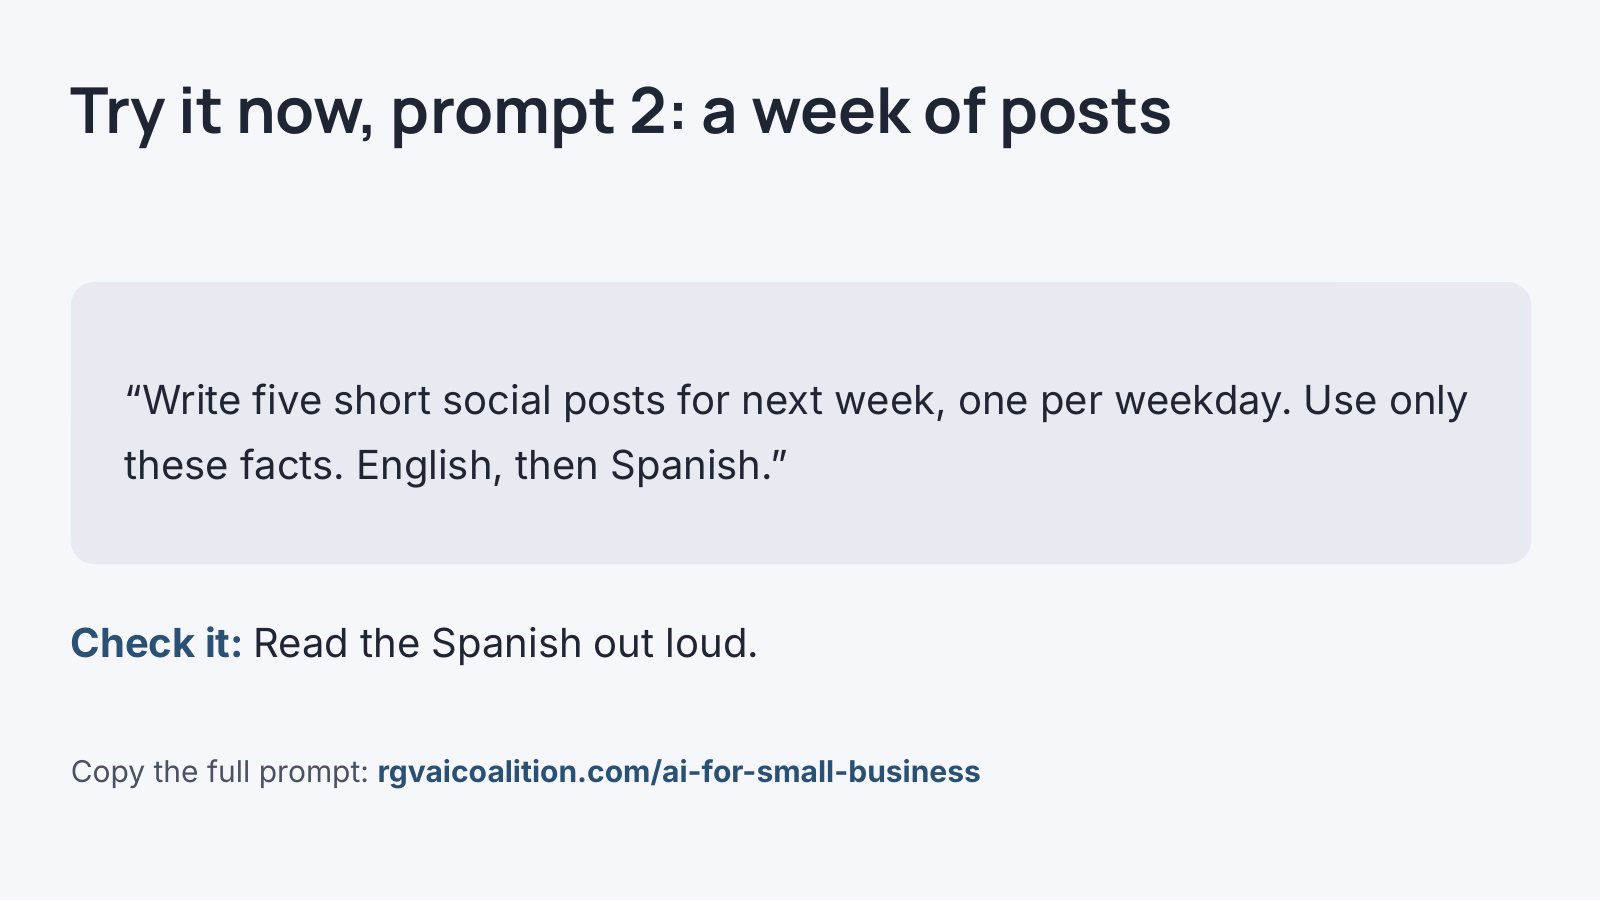 Try it now, prompt 2: a week of posts
“Write five short social posts for next week, one per weekday. Use only
these facts. English, then Spanish.”
Check it: Read the Spanish out loud.
Copy the full prompt: rgvaicoalition.com/ai-for-small-business